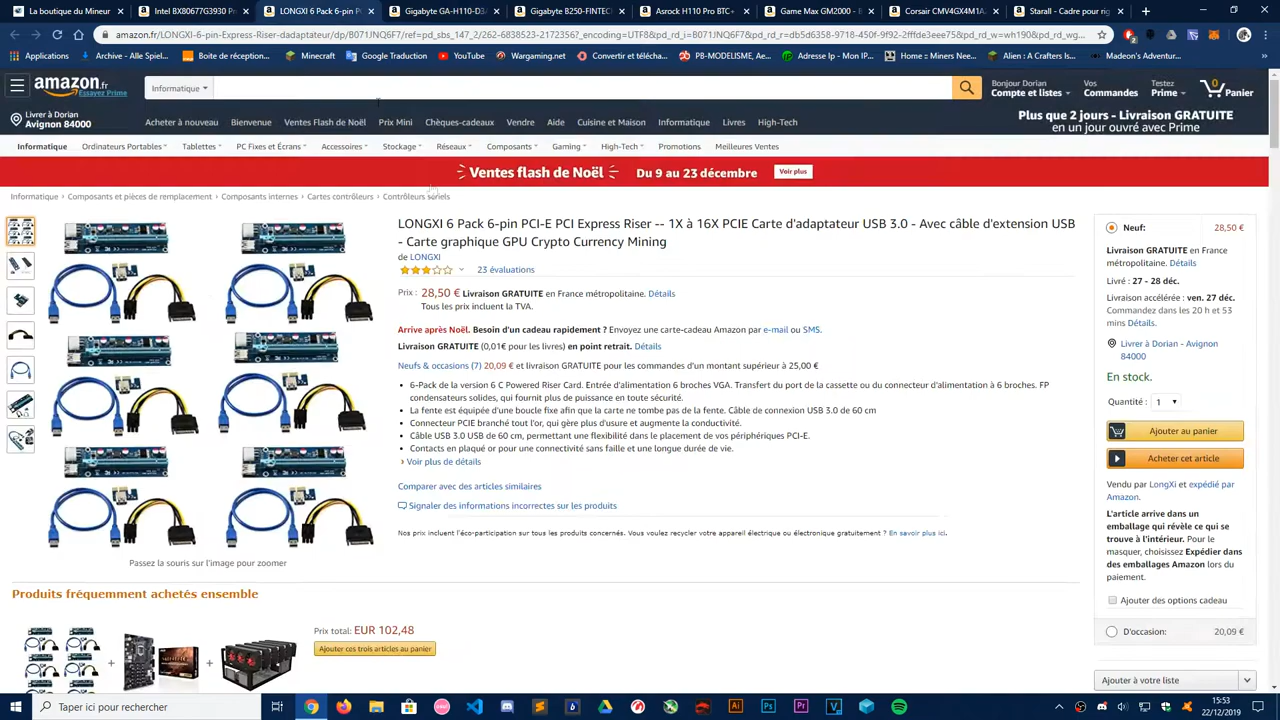 La boutique du Mineur
Intel BX80677G3930 Pr
LONGXI 6-pin P
Gigabyte GA-H110-D3A
Gigabyte B250-FINTEC
Asrock H110 Pro BTC+
Game Max GM2000 - B
Corsair CMV4GX4M1A
Starall - Cadre pour rig
Applications
Archive - Alle Spiel...
Boite de réception...
Minecraft
Google Traduction
YouTube
Wargaming.net
Convertir et télécha...
PB-MODELISME, A...
Adresse Ip - Mon IP...
Home : Miners Nee...
Alien : A Crafters Is...
Madeon's Adventur...
amazon.fr
Essayez Prime
Informatique
Bonjour Dorian
Compte et listes
Vos
Commandes
Testez
Prime
0
Panier
Livrer à Dorian
Avignon 84000
Acheter à nouveau Bienvenue Ventes Flash de Noël Prix Mini Chèques-cadeaux Vendre Aide Cuisine et Maison Informatique Livres High-Tech
Plus que 2 jours - Livraison GRATUITE
en un jour ouvré avec Prime
Informatique Ordinateurs Portables Tablettes PC Fixes et Écrans Accessoires Stockage Réseaux Composants Gaming High-Tech Promotions Meilleures Ventes
Ventes flash de Noël Du 9 au 23 décembre Voir plus
Informatique › Composants et pièces de remplacement › Composants internes › Cartes contrôleurs › Contrôleurs sériels
LONGXI 6 Pack 6-pin PCI-E PCI Express Riser -- 1X à 16X PCIE Carte d'adaptateur USB 3.0 - Avec câble d'extension USB
- Carte graphique GPU Crypto Currency Mining
de LONGXI
23 évaluations
Prix : 28,50 € Livraison GRATUITE en France métropolitaine. Détails
Tous les prix incluent la TVA.
Arrive après Noël. Besoin d'un cadeau rapidement ? Envoyez une carte-cadeau Amazon par e-mail ou SMS.
Livraison GRATUITE (0,01€ pour les livres) en point retrait. Détails
Neufs & occasions (7) 20,09 € et livraison GRATUITE pour les commandes d'un montant supérieur à 25,00 €
• 6-Pack de la version 6 C Powered Riser Card. Entrée d'alimentation 6 broches VGA. Transfert du port de la cassette ou du connecteur d'alimentation à 6 broches. FP
condensateurs solides, qui fournit plus de puissance en toute sécurité.
• La fente est équipée d'une boucle fixe afin que la carte ne tombe pas de la fente. Câble de connexion USB 3.0 de 60 cm
• Connecteur PCIE branché tout l'or, qui gère plus d'usure et augmente la conductivité.
• Câble USB 3.0 USB de 60 cm, permettant une flexibilité dans le placement de vos périphériques PCI-E.
• Contacts en plaqué or pour une connectivité sans faille et une longue durée de vie.
› Voir plus de détails
Comparer avec des articles similaires
Signaler des informations incorrectes sur les produits
Nos prix incluent l'éco-participation sur tous les produits concernés. Vous voulez recycler votre appareil électrique ou électronique gratuitement ? En savoir plus ici.
Passez la souris sur l'image pour zoomer
Neuf: 28,50 €
Livraison GRATUITE en France
métropolitaine. Détails
Livré : 27 - 28 déc.
Livraison accélérée : ven. 27 déc.
Commandez dans les 20 h et 53
mins Détails.
Livrer à Dorian - Avignon
84000
En stock.
Quantité : 1
Ajouter au panier
Acheter cet article
Vendu par LongXi et expédié par
Amazon.
L'article arrive dans un
emballage qui révèle ce qui se
trouve à l'intérieur. Pour le
masquer, choisissez Expédier dans
des emballages Amazon lors du
paiement.
Ajouter des options cadeau
D'occasion: 20,09 €
Ajouter à votre liste
Produits fréquemment achetés ensemble
Prix total: EUR 102,48
Ajouter ces trois articles au panier
Taper ici pour rechercher
15:53
22/12/2019